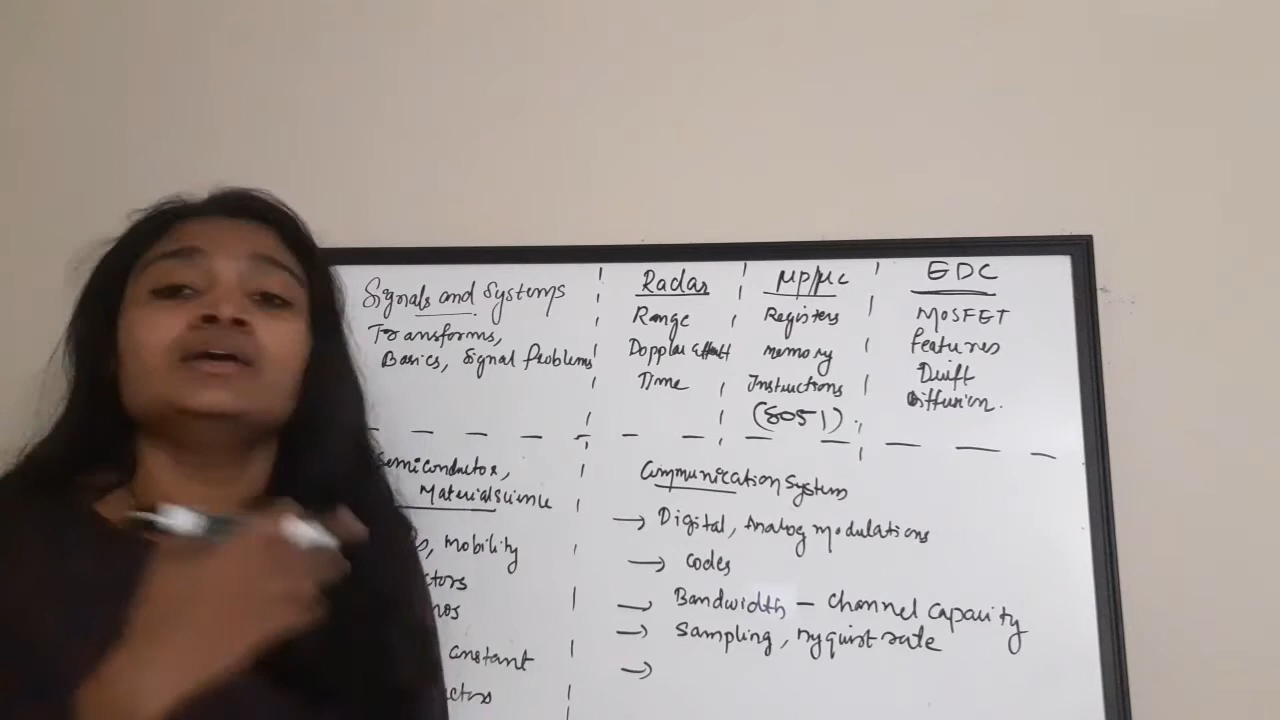 Signals and Systems
Transforms,
Basics, Signal Problems
Radar
Range
Doppler Effect
Time
μP/μC
Registers
memory
Instructions
(8051)
EDC
MOSFET
features
Drift
Diffusion.
Semiconductor,
Material science
mobility
constant
Communication System
→ Digital, Analog modulations
→ codes
→ Bandwidth - Channel Capacity
→ Sampling, nyquist rate
→